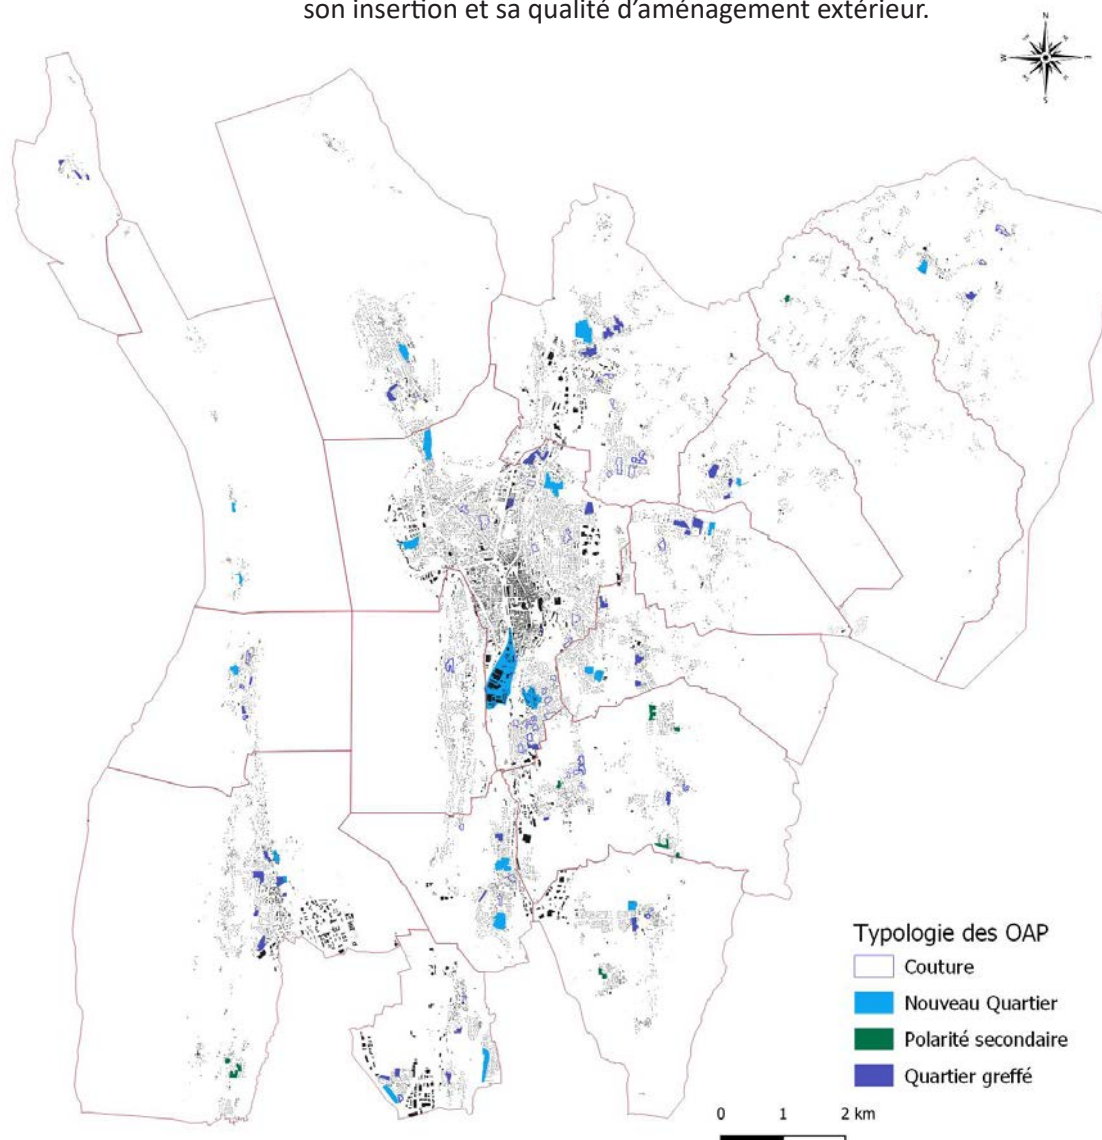 son insertion et sa qualité d’aménagement extérieur.
N
W
E
S
Typologie des OAP
Couture
Nouveau Quartier
Polarité secondaire
Quartier greffé
0 1 2 km